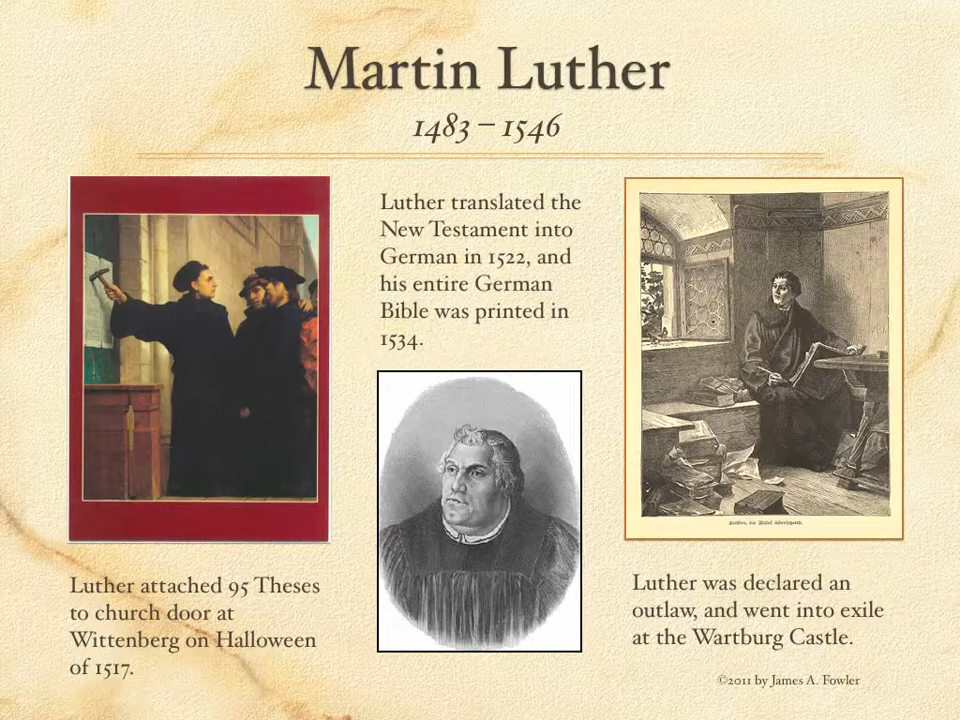 Martin Luther
1483 – 1546
Luther translated the
New Testament into
German in 1522, and
his entire German
Bible was printed in
1534.
Luther attached 95 Theses
to church door at
Wittenberg on Halloween
of 1517.
Luther was declared an
outlaw, and went into exile
at the Wartburg Castle.
©2011 by James A. Fowler